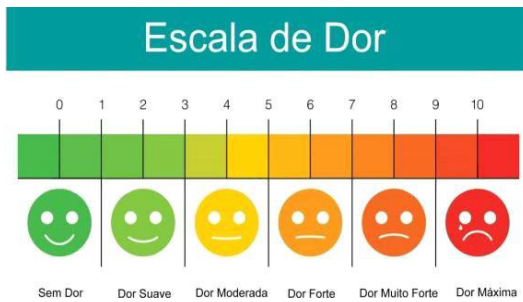 Escala de Dor
0 1 2 3 4 5 6 7 8 9 10
Sem Dor Dor Suave Dor Moderada Dor Forte Dor Muito Forte Dor Máxima